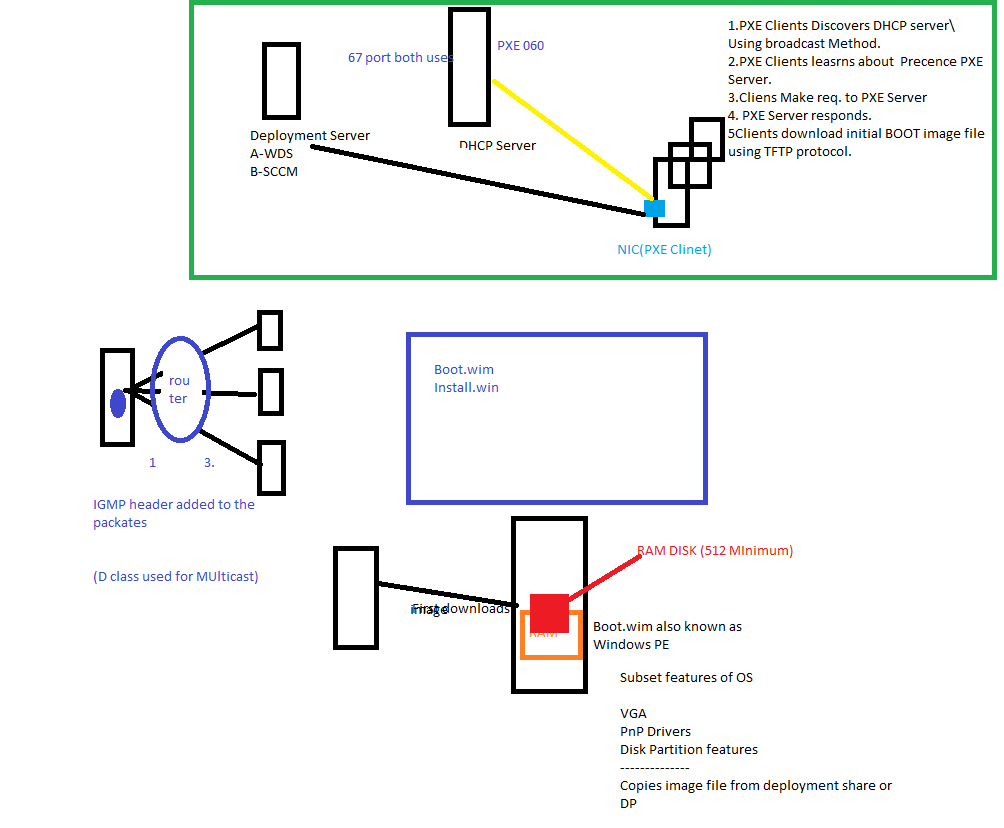 67 port both uses
PXE 060
Deployment Server
A-WDS
B-SCCM
DHCP Server
1.PXE Clients Discovers DHCP server\
Using broadcast Method.
2.PXE Clients leasrns about  Precence PXE
Server.
3.Cliens Make req. to PXE Server
4. PXE Server responds.
5Clients download initial BOOT image file
using TFTP protocol.
NIC(PXE Clinet)
rou
ter
1
3.
IGMP header added to the
packates
(D class used for MUlticast)
Boot.wim
Install.win
RAM DISK (512 MInimum)
First downloads
image
RAM
Boot.wim also known as
Windows PE
Subset features of OS
VGA
PnP Drivers
Disk Partition features
--------------
Copies image file from deployment share or
DP